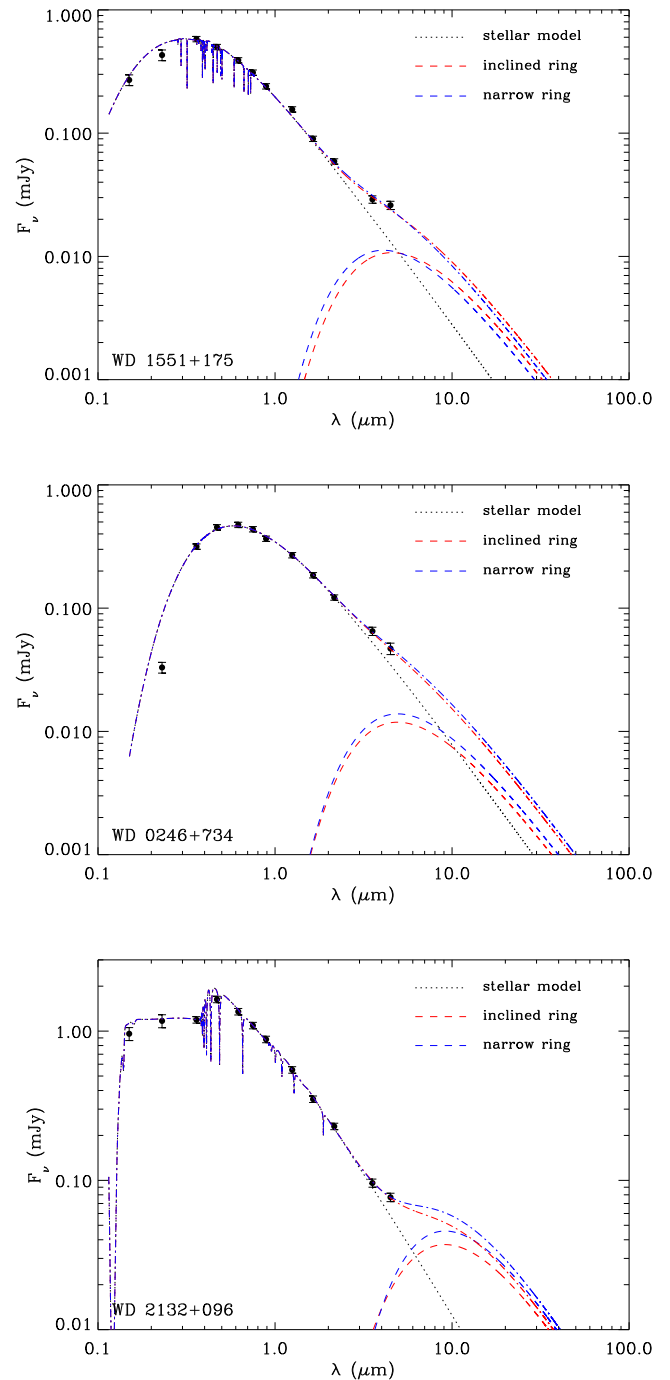 1.000
0.100
0.010
0.001
F_ν (mJy)
stellar model
inclined ring
narrow ring
WD 1551+175
0.1 1.0 10.0 100.0
λ (μm)
1.000
0.100
0.010
0.001
F_ν (mJy)
stellar model
inclined ring
narrow ring
WD 0246+734
0.1 1.0 10.0 100.0
λ (μm)
1.00
0.10
0.01
F_ν (mJy)
stellar model
inclined ring
narrow ring
WD 2132+096
0.1 1.0 10.0 100.0
λ (μm)